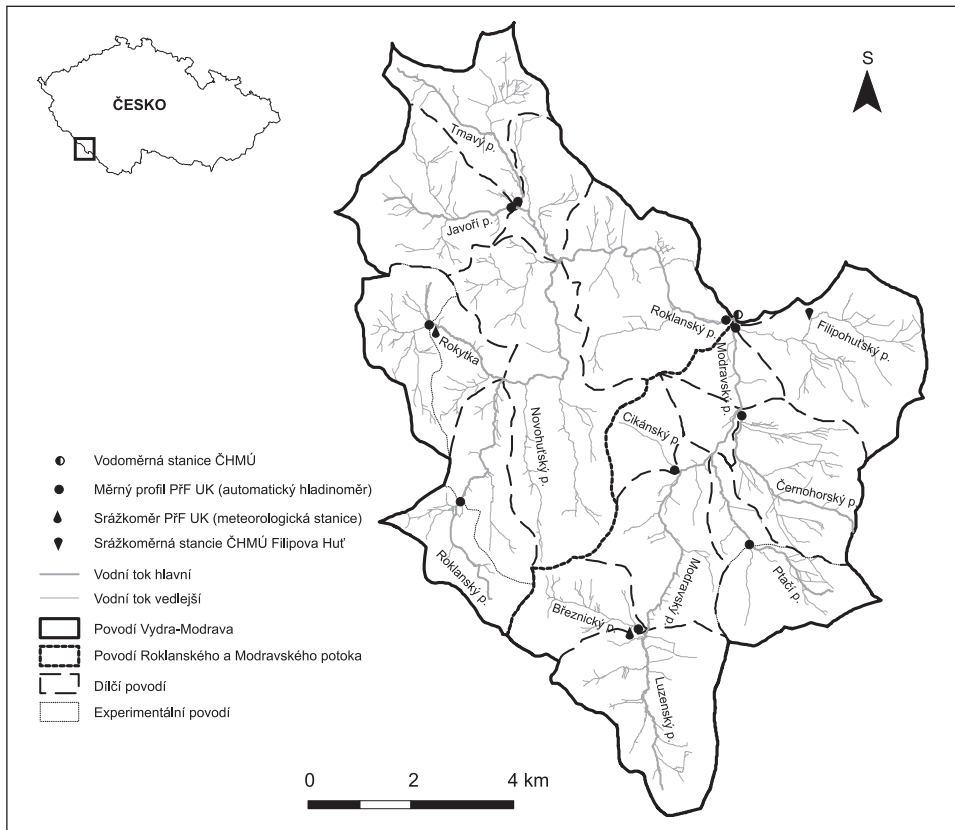 ČESKO
S
Tmavý p.
Javoří p.
Roklanský p.
Filipohuťský p.
Rokytka
Modravský p.
Cikánský p.
Novohuťský p.
Černohorský p.
Roklanský p.
Ptačí p.
Modravský p.
Březnický p.
Luzenský p.
Vodoměrná stanice ČHMÚ
Měrný profil PřF UK (automatický hladinoměr)
Srážkoměr PřF UK (meteorologická stanice)
Srážkoměrná stancie ČHMÚ Filipova Huť
Vodní tok hlavní
Vodní tok vedlejší
Povodí Vydra-Modrava
Povodí Roklanského a Modravského potoka
Dílčí povodí
Experimentální povodí
0 2 4 km